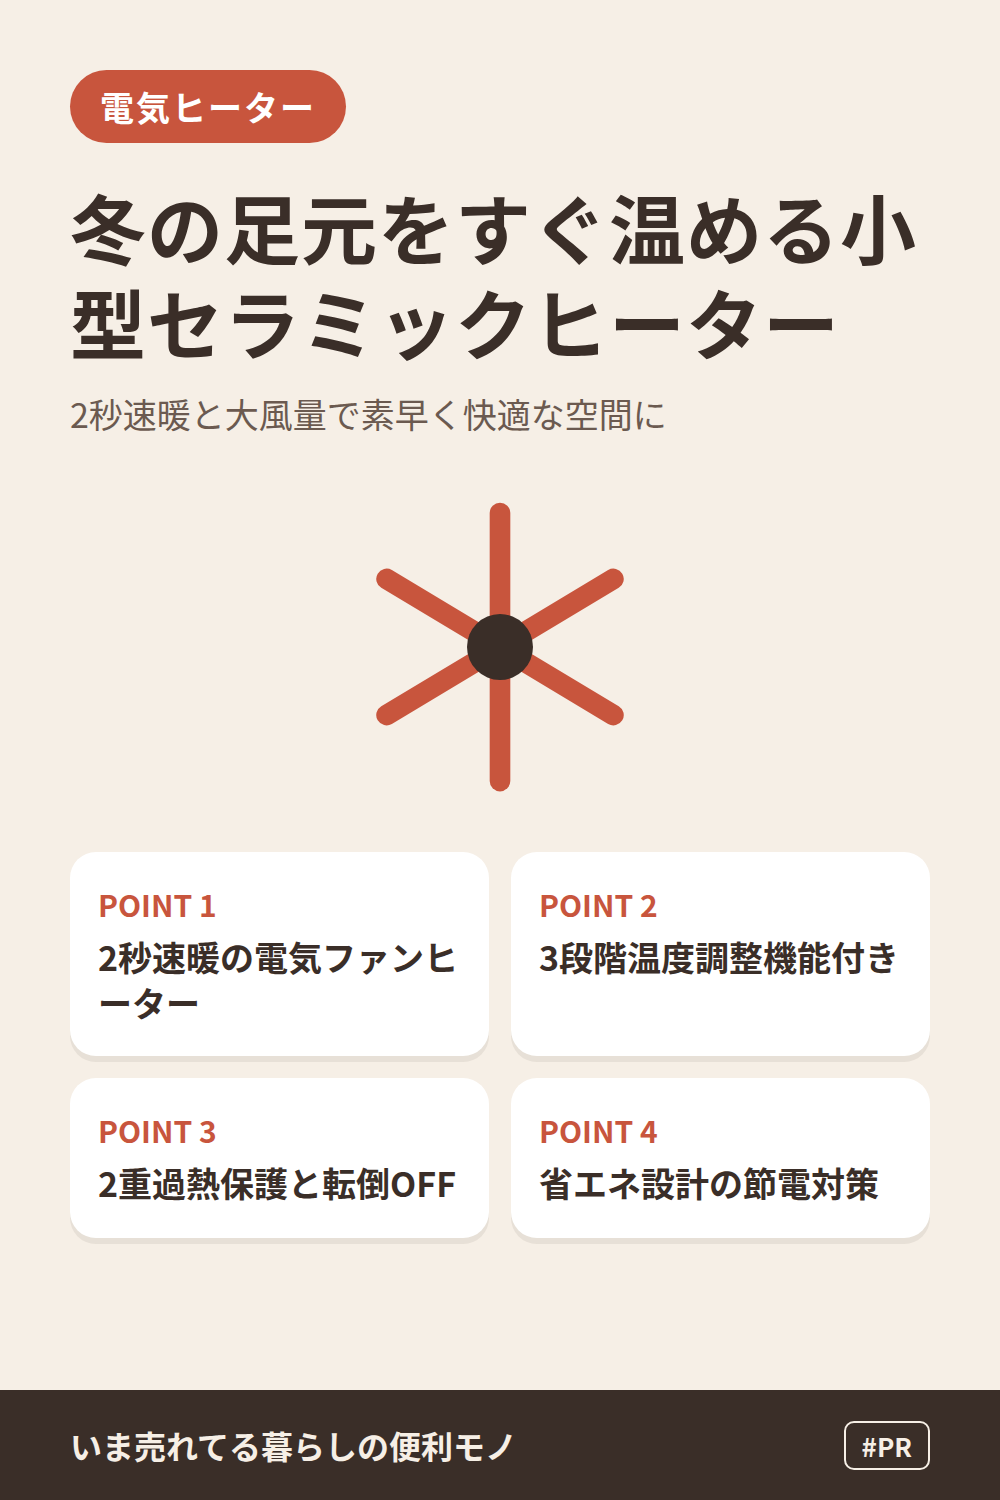 電気ヒーター
冬の足元をすぐ温める小
型セラミックヒーター
2秒速暖と大風量で素早く快適な空間に
POINT 1
2秒速暖の電気ファンヒ
ーター
POINT 2
3段階温度調整機能付き
POINT 3
2重過熱保護と転倒OFF
POINT 4
省エネ設計の節電対策
いま売れてる暮らしの便利モノ
#PR